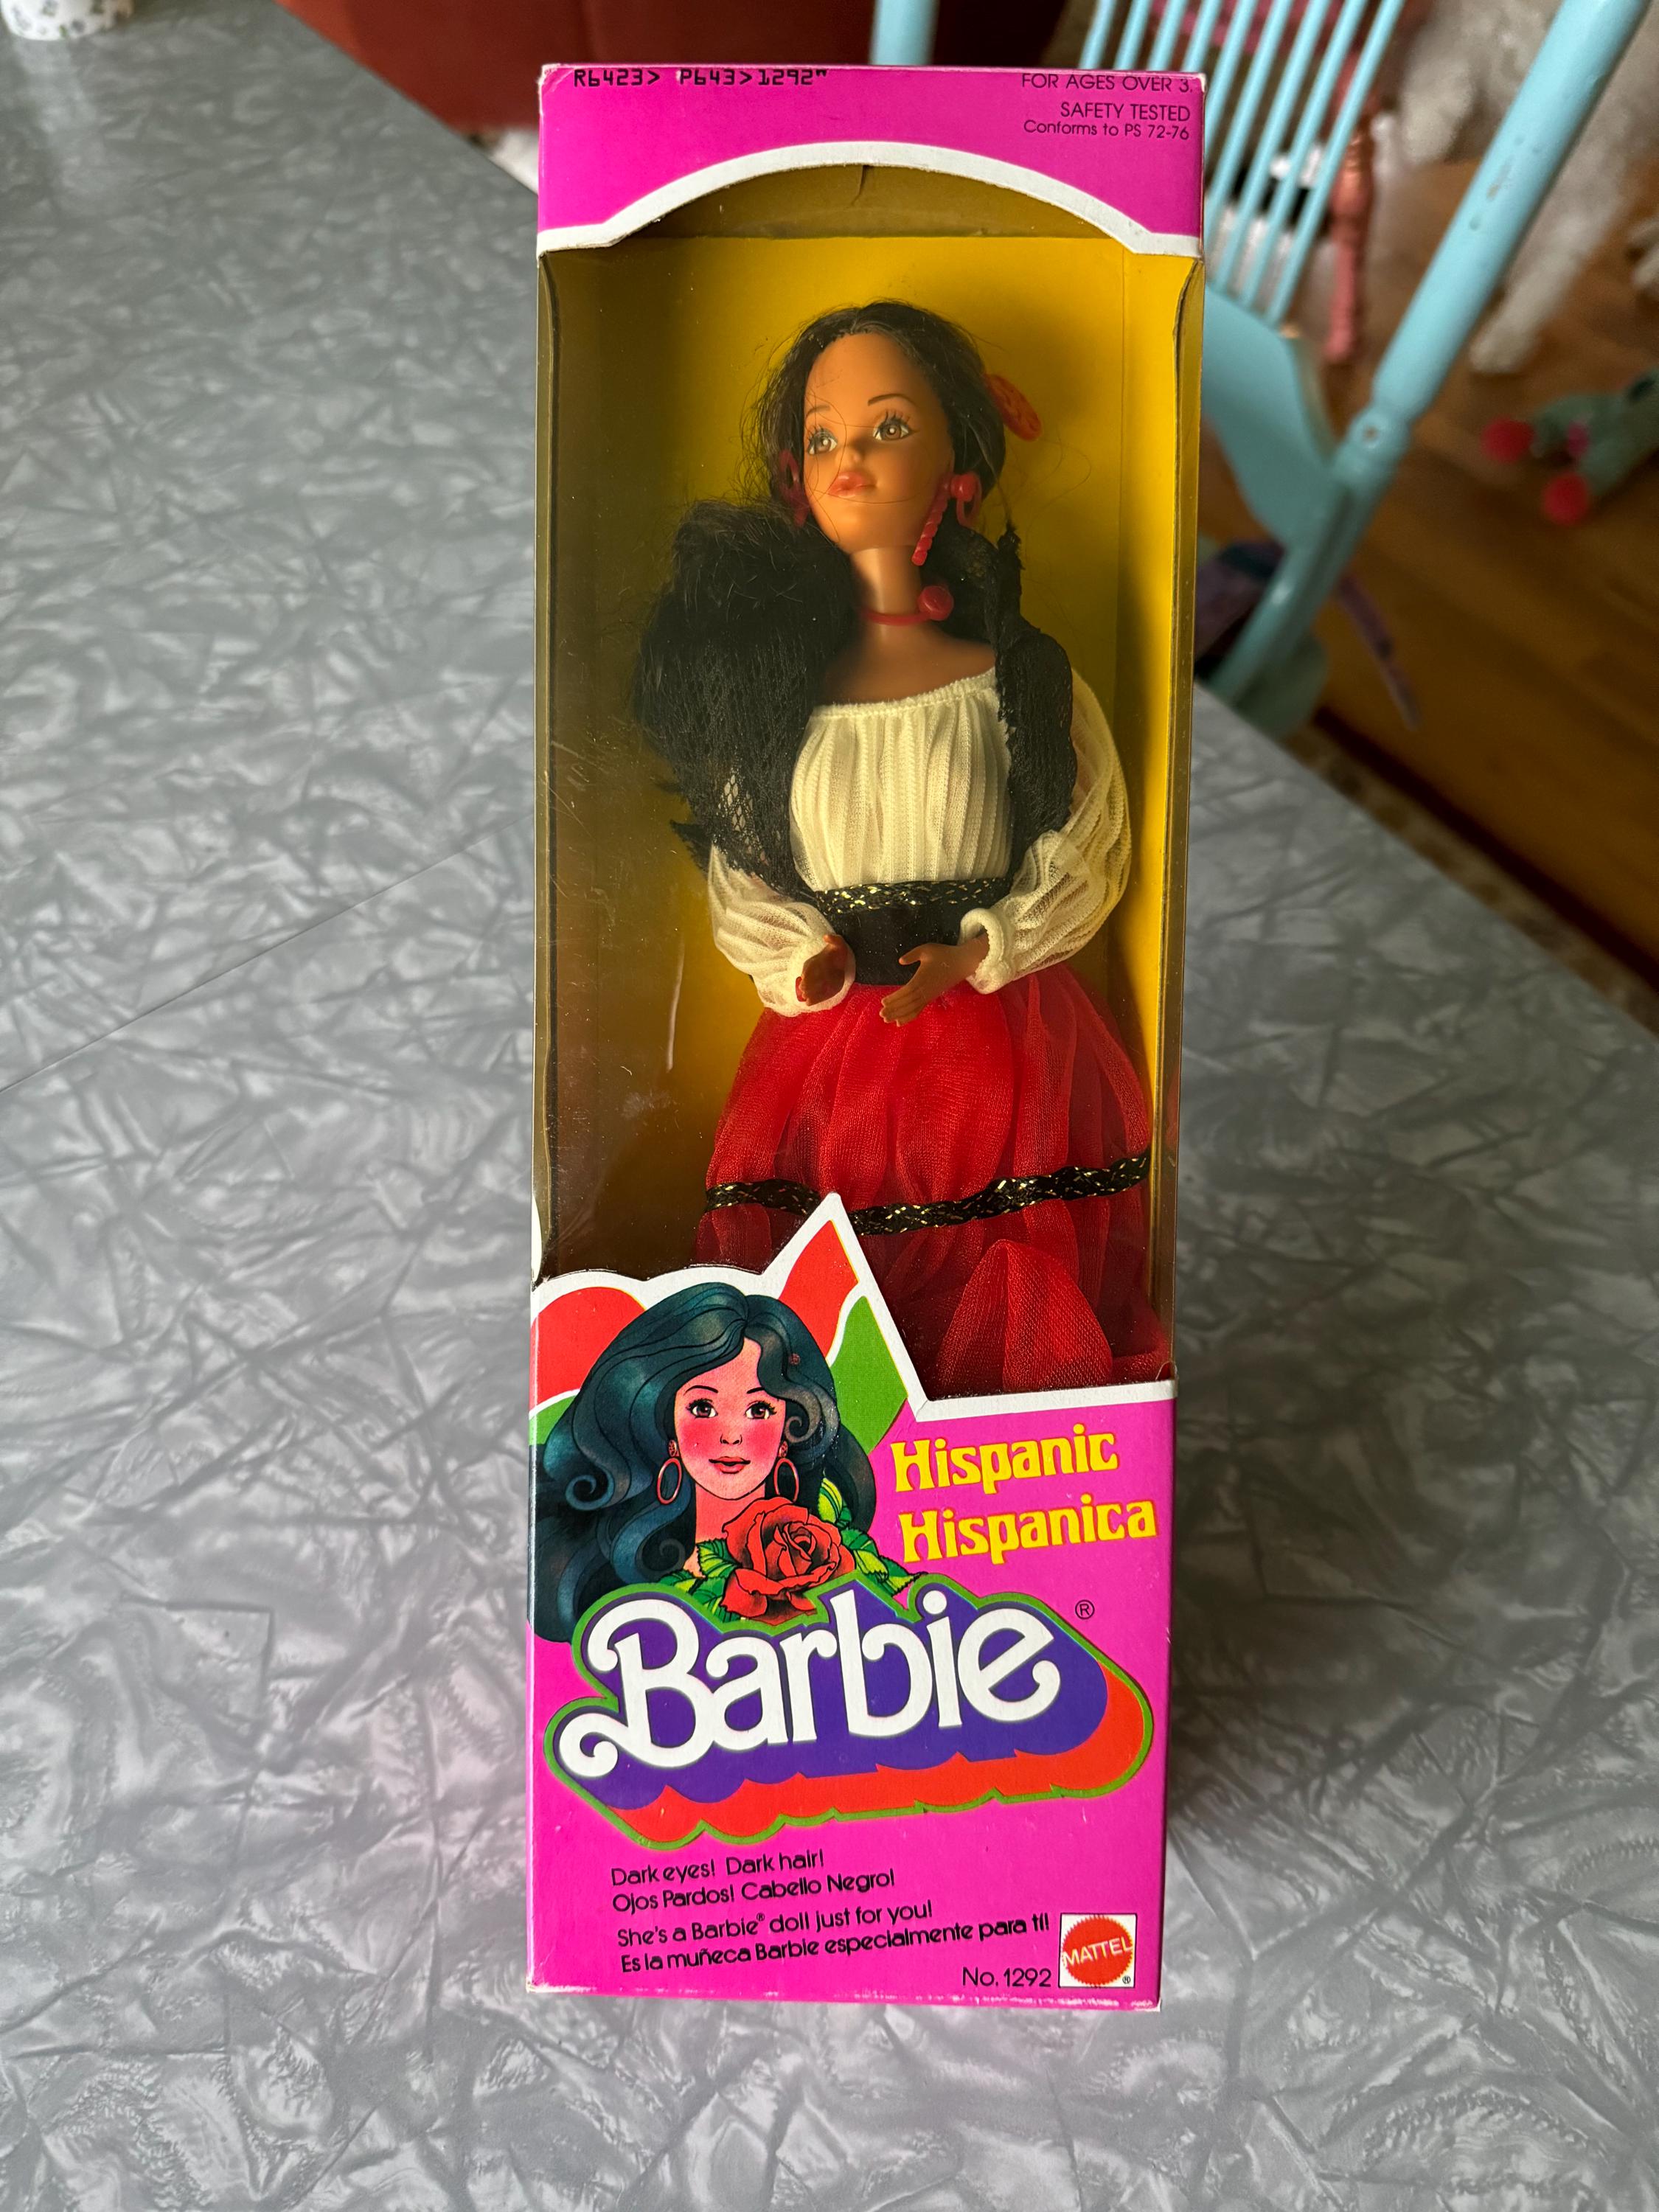 R6423> P643>1292"
FOR AGES OVER 3.
SAFETY TESTED
Conforms to PS 72-76
Hispanic
Hispanica
Barbie®
Dark eyes! Dark hair!
Ojos Pardos! Cabello Negro!
She's a Barbie® doll just for you!
Es la muñeca Barbie especialmente para tí!
No. 1292
MATTEL®